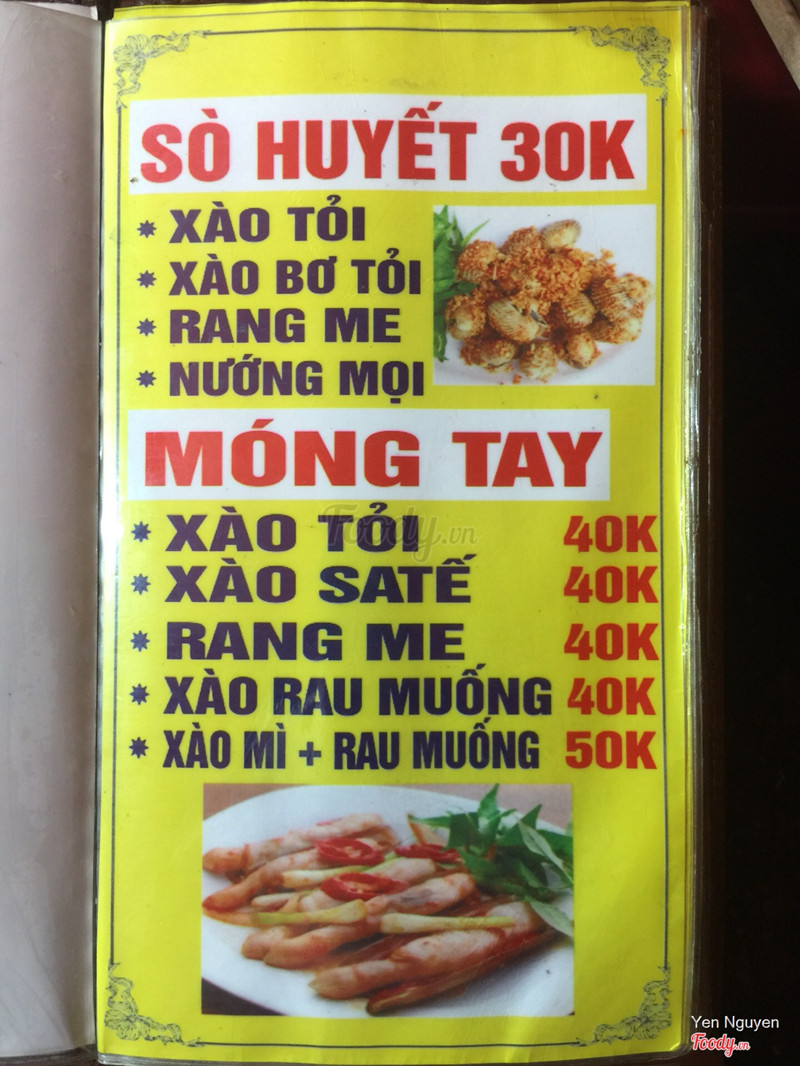 SÒ HUYẾT 30K
* XÀO TỎI
* XÀO BƠ TỎI
* RANG ME
* NƯỚNG MỌI
MÓNG TAY
* XÀO TỎI 40K
Foody.vn
* XÀO SATẾ 40K
* RANG ME 40K
* XÀO RAU MUỐNG 40K
* XÀO MÌ + RAU MUỐNG 50K
Yen Nguyen
Foody.vn